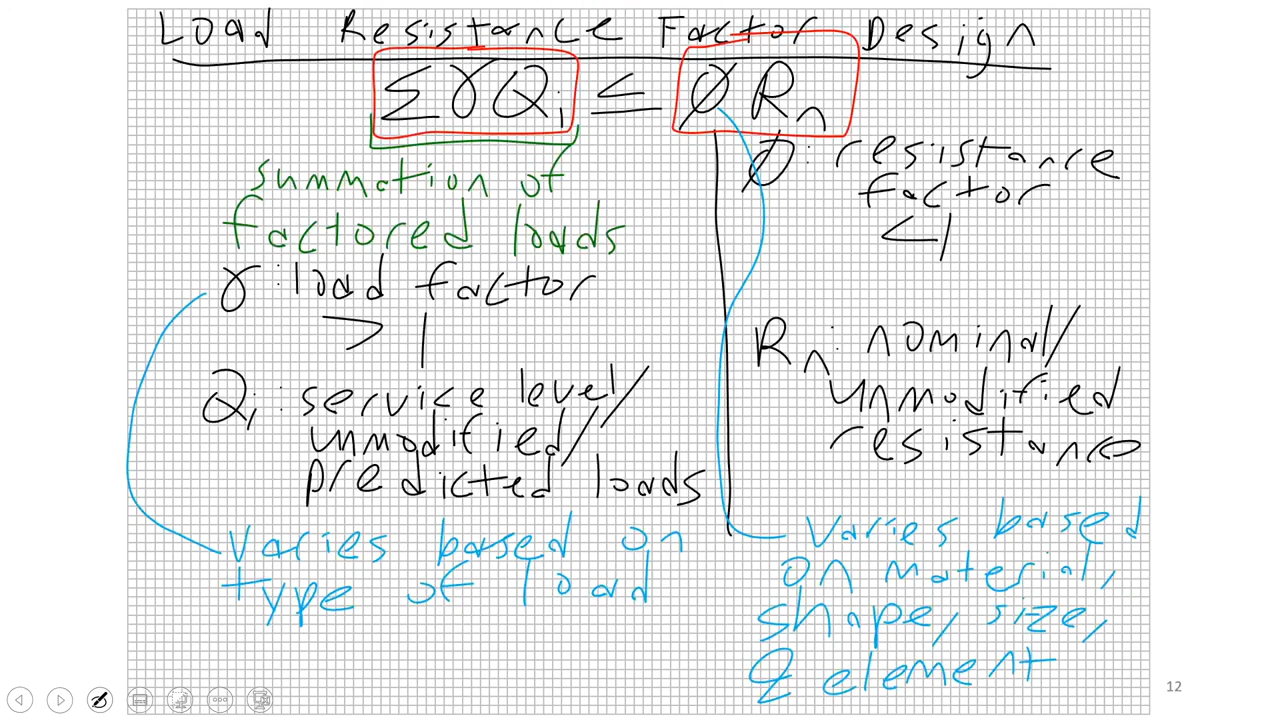 Load Resistance Factor Design
ΣγQi ≤ ØRn
summation of
factored loads
γ: load factor
> 1
Qi: service level/
unmodified/
predicted loads
Varies based on
type of load
Ø: resistance
factor
<1
Rn: nominal/
unmodified
resistance
Varies based
on material,
shape, size,
& element
12